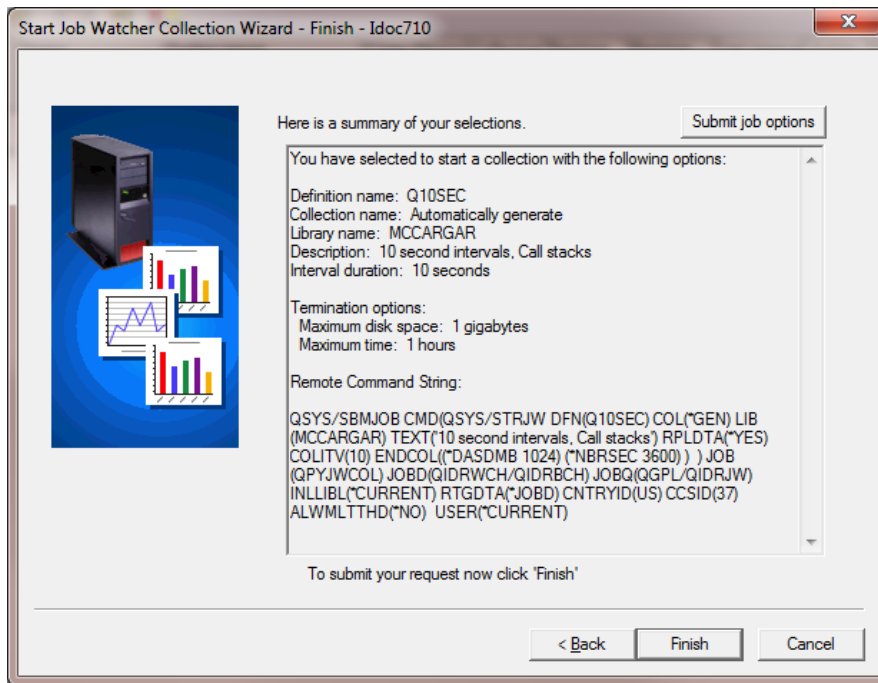 Start Job Watcher Collection Wizard - Finish - Idoc710
Here is a summary of your selections.
Submit job options
You have selected to start a collection with the following options:
Definition name: Q10SEC
Collection name: Automatically generate
Library name: MCCARGAR
Description: 10 second intervals, Call stacks
Interval duration: 10 seconds
Termination options:
Maximum disk space: 1 gigabytes
Maximum time: 1 hours
Remote Command String:
QSYS/SBMJOB CMD(QSYS/STRJW DFN(Q10SEC) COL(*GEN) LIB
(MCCARGAR) TEXT('10 second intervals, Call stacks') RPLDTA(*YES)
COLITV(10) ENDCOL((*DASDMB 1024) (*NBRSEC 3600) ) ) JOB
(QPYJWCOL) JOBD(QIDRWCH/QIDRBCH) JOBQ(QGPL/QIDRJW)
INLLIBL(*CURRENT) RTGDTA(*JOBD) CNTRYID(US) CCSID(37)
ALWMLTTHD(*NO) USER(*CURRENT)
To submit your request now click 'Finish'
< Back
Finish
Cancel